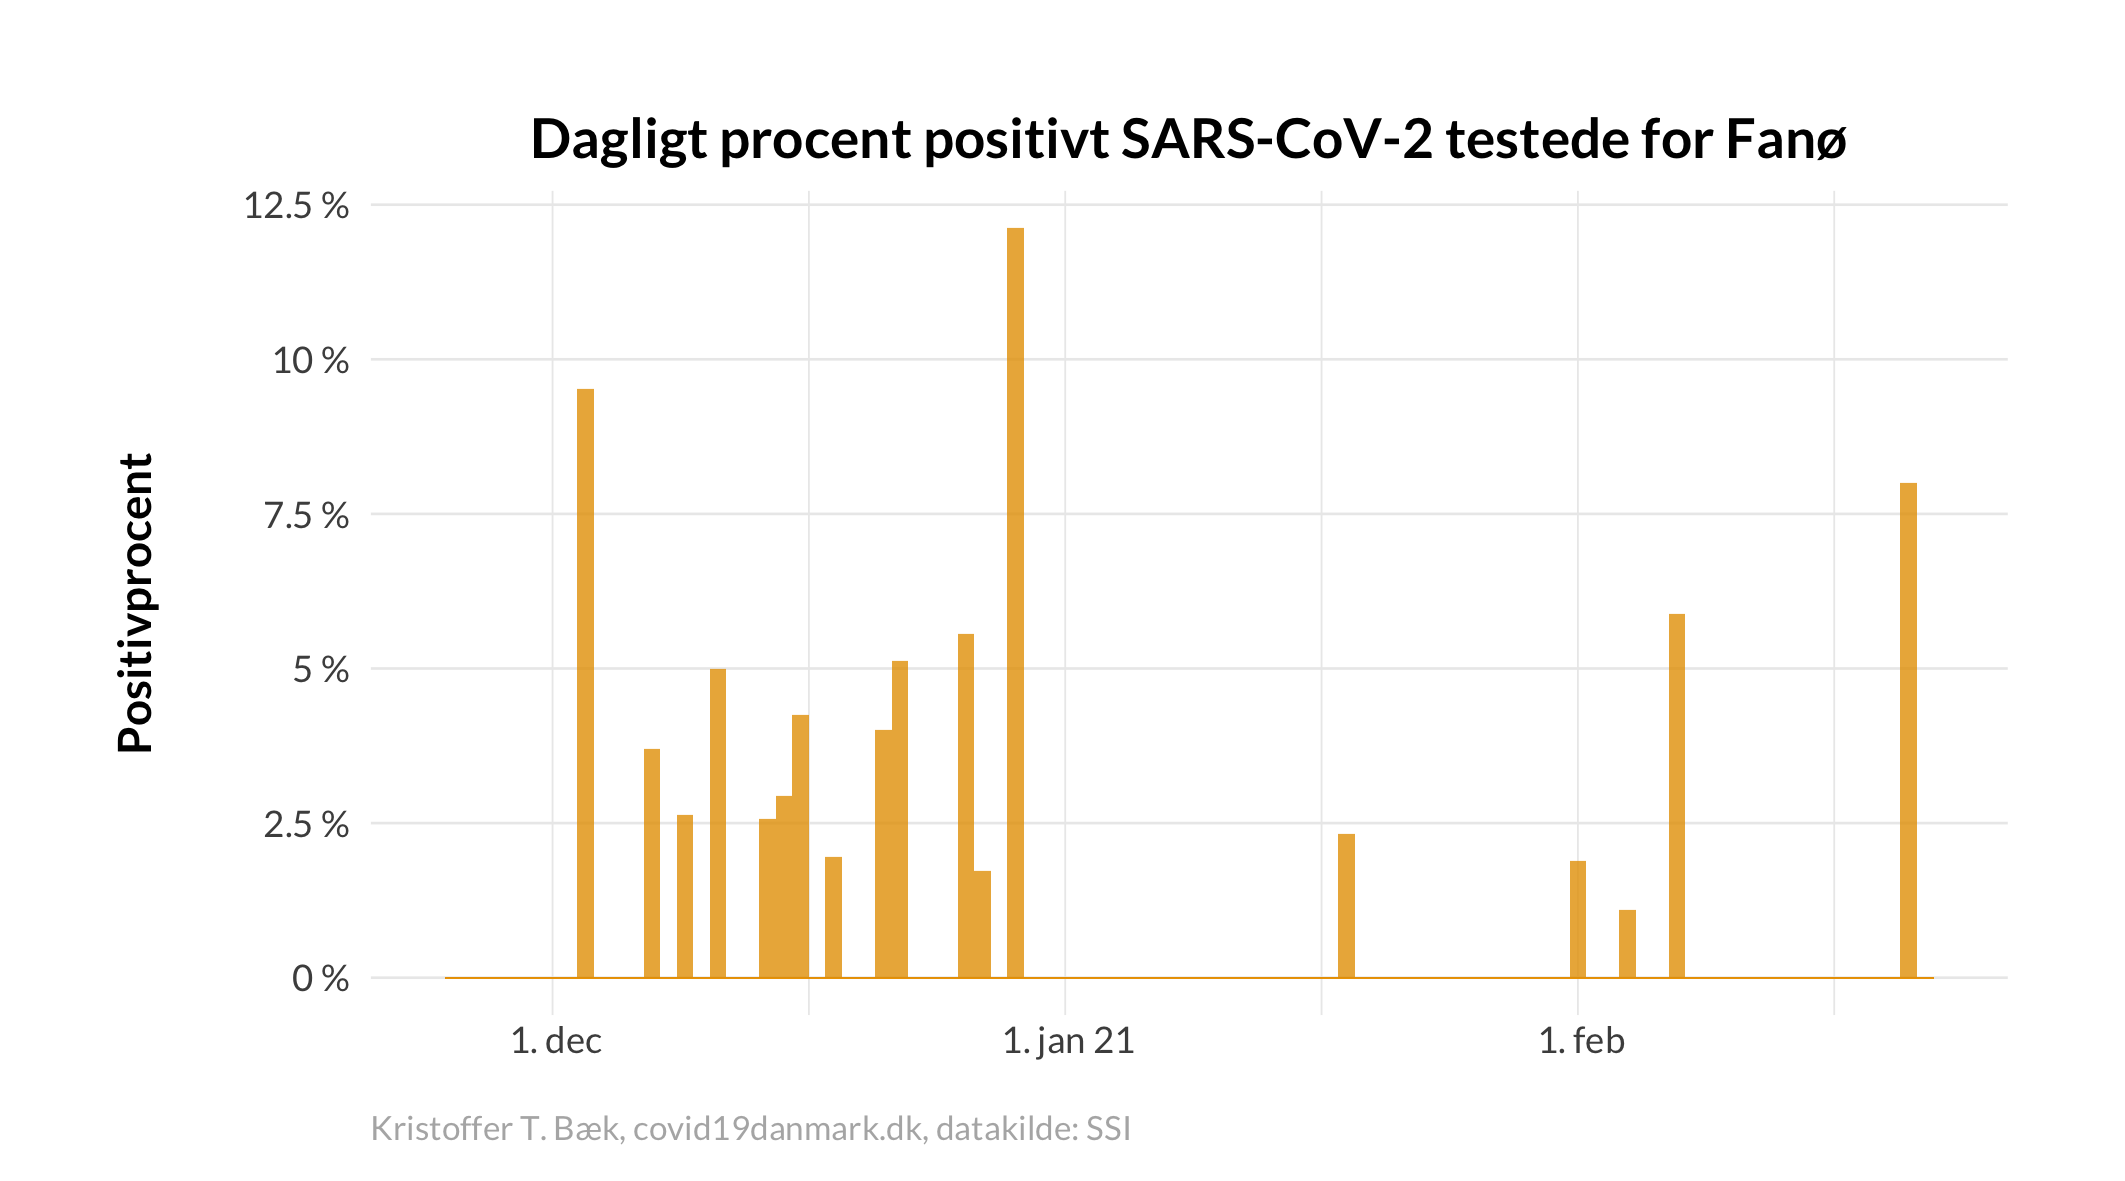 Dagligt procent positivt SARS-CoV-2 testede for Fanø
Positivprocent
12.5 %
10 %
7.5 %
5 %
2.5 %
0 %
1. dec
1. jan 21
1. feb
Kristoffer T. Bæk, covid19danmark.dk, datakilde: SSI